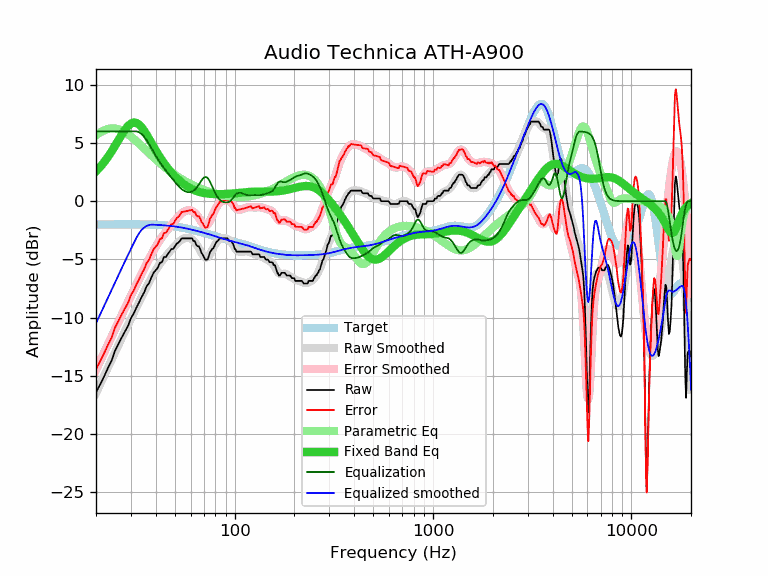 Audio Technica ATH-A900
10
5
0
−5
−10
−15
−20
−25
Amplitude (dBr)
Target
Raw Smoothed
Error Smoothed
Raw
Error
Parametric Eq
Fixed Band Eq
Equalization
Equalized smoothed
100
1000
10000
Frequency (Hz)